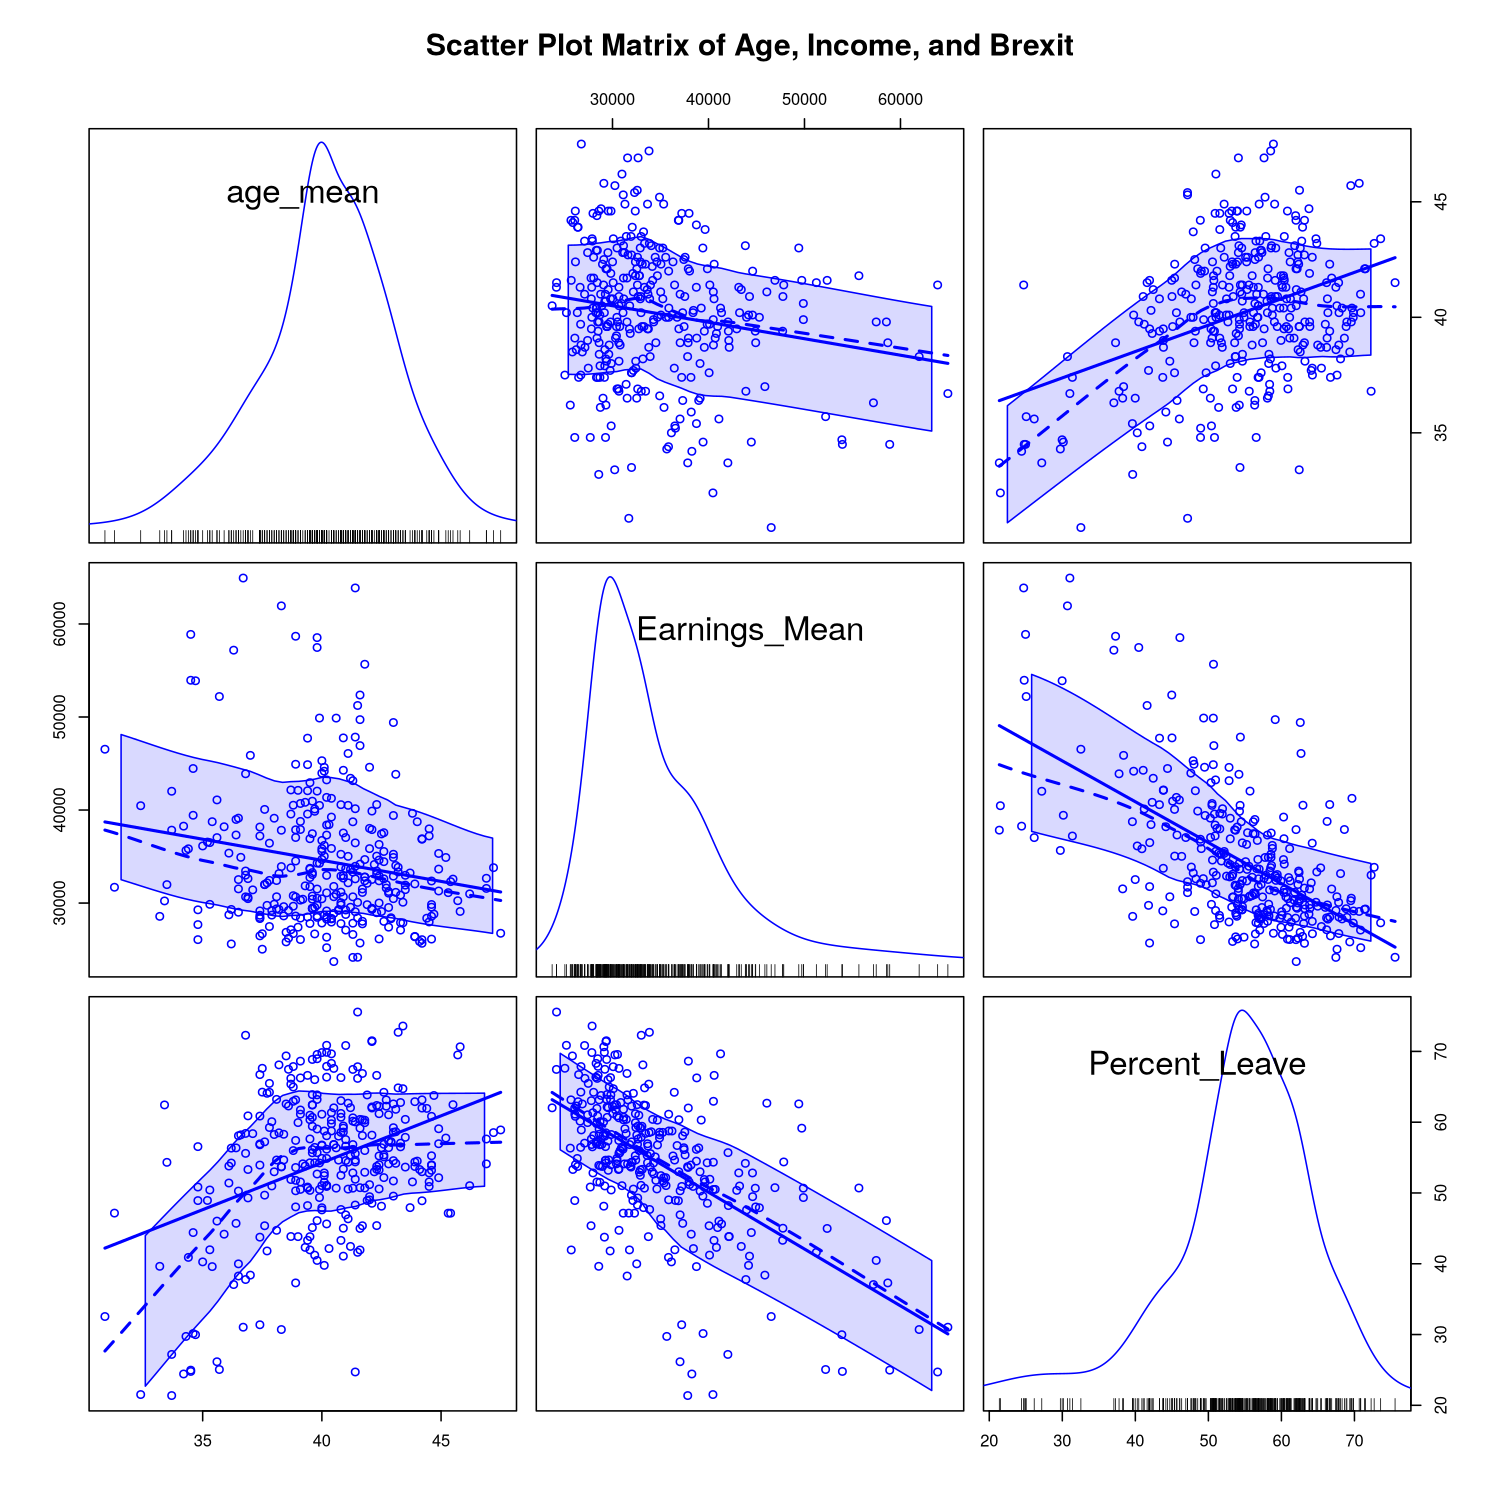 Scatter Plot Matrix of Age, Income, and Brexit
30000 40000 50000 60000
age_mean
45
40
35
60000
50000
40000
30000
Earnings_Mean
Percent_Leave
70
60
50
40
30
20
35 40 45
20 30 40 50 60 70